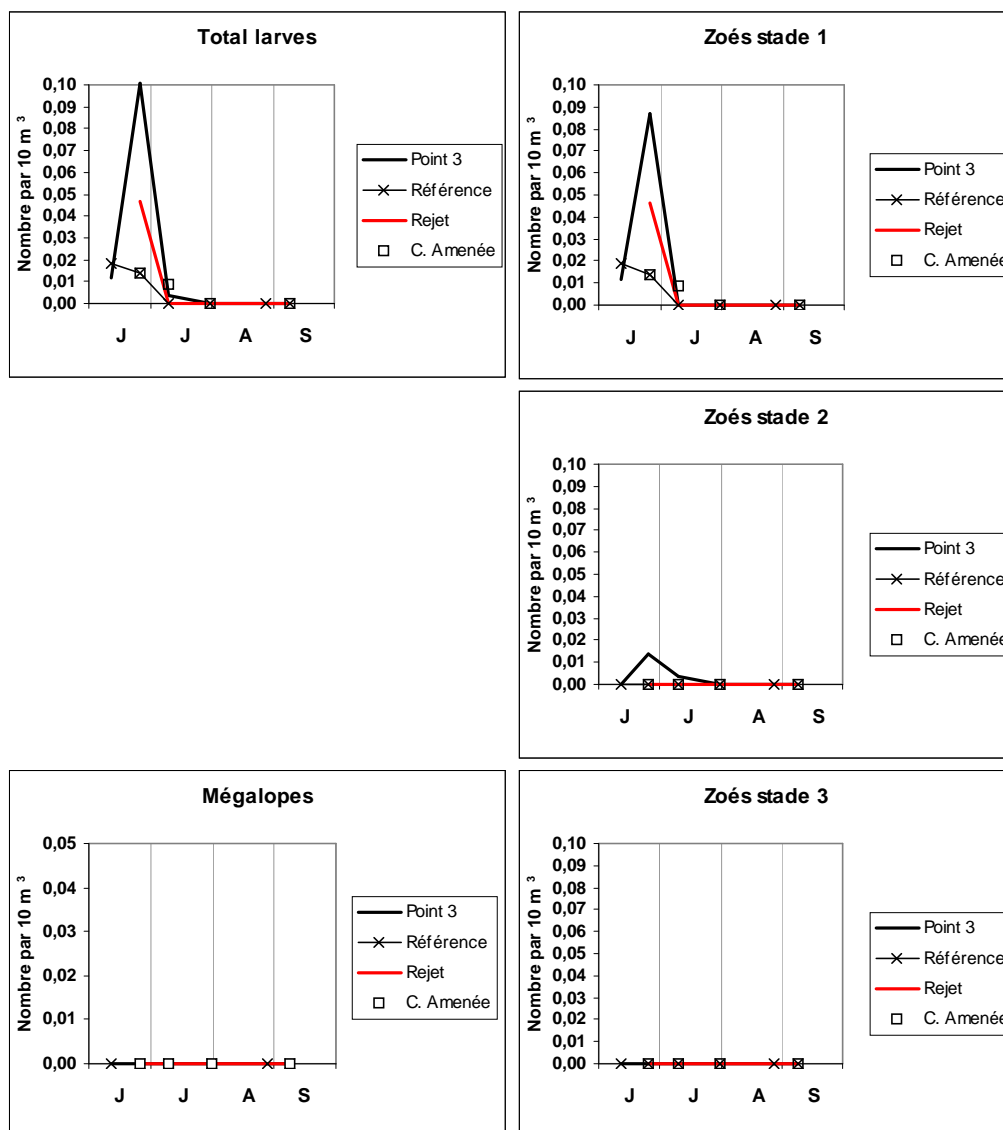 Total larves
Nombre par 10 m ³
0,10
0,09
0,08
0,07
0,06
0,05
0,04
0,03
0,02
0,01
0,00
J J A S
Point 3
Référence
Rejet
C. Amenée
Zoés stade 1
Nombre par 10 m ³
0,10
0,09
0,08
0,07
0,06
0,05
0,04
0,03
0,02
0,01
0,00
J J A S
Point 3
Référence
Rejet
C. Amenée
Zoés stade 2
Nombre par 10 m ³
0,10
0,09
0,08
0,07
0,06
0,05
0,04
0,03
0,02
0,01
0,00
J J A S
Point 3
Référence
Rejet
C. Amenée
Mégalopes
Nombre par 10 m ³
0,05
0,04
0,03
0,02
0,01
0,00
J J A S
Point 3
Référence
Rejet
C. Amenée
Zoés stade 3
Nombre par 10 m ³
0,10
0,09
0,08
0,07
0,06
0,05
0,04
0,03
0,02
0,01
0,00
J J A S
Point 3
Référence
Rejet
C. Amenée